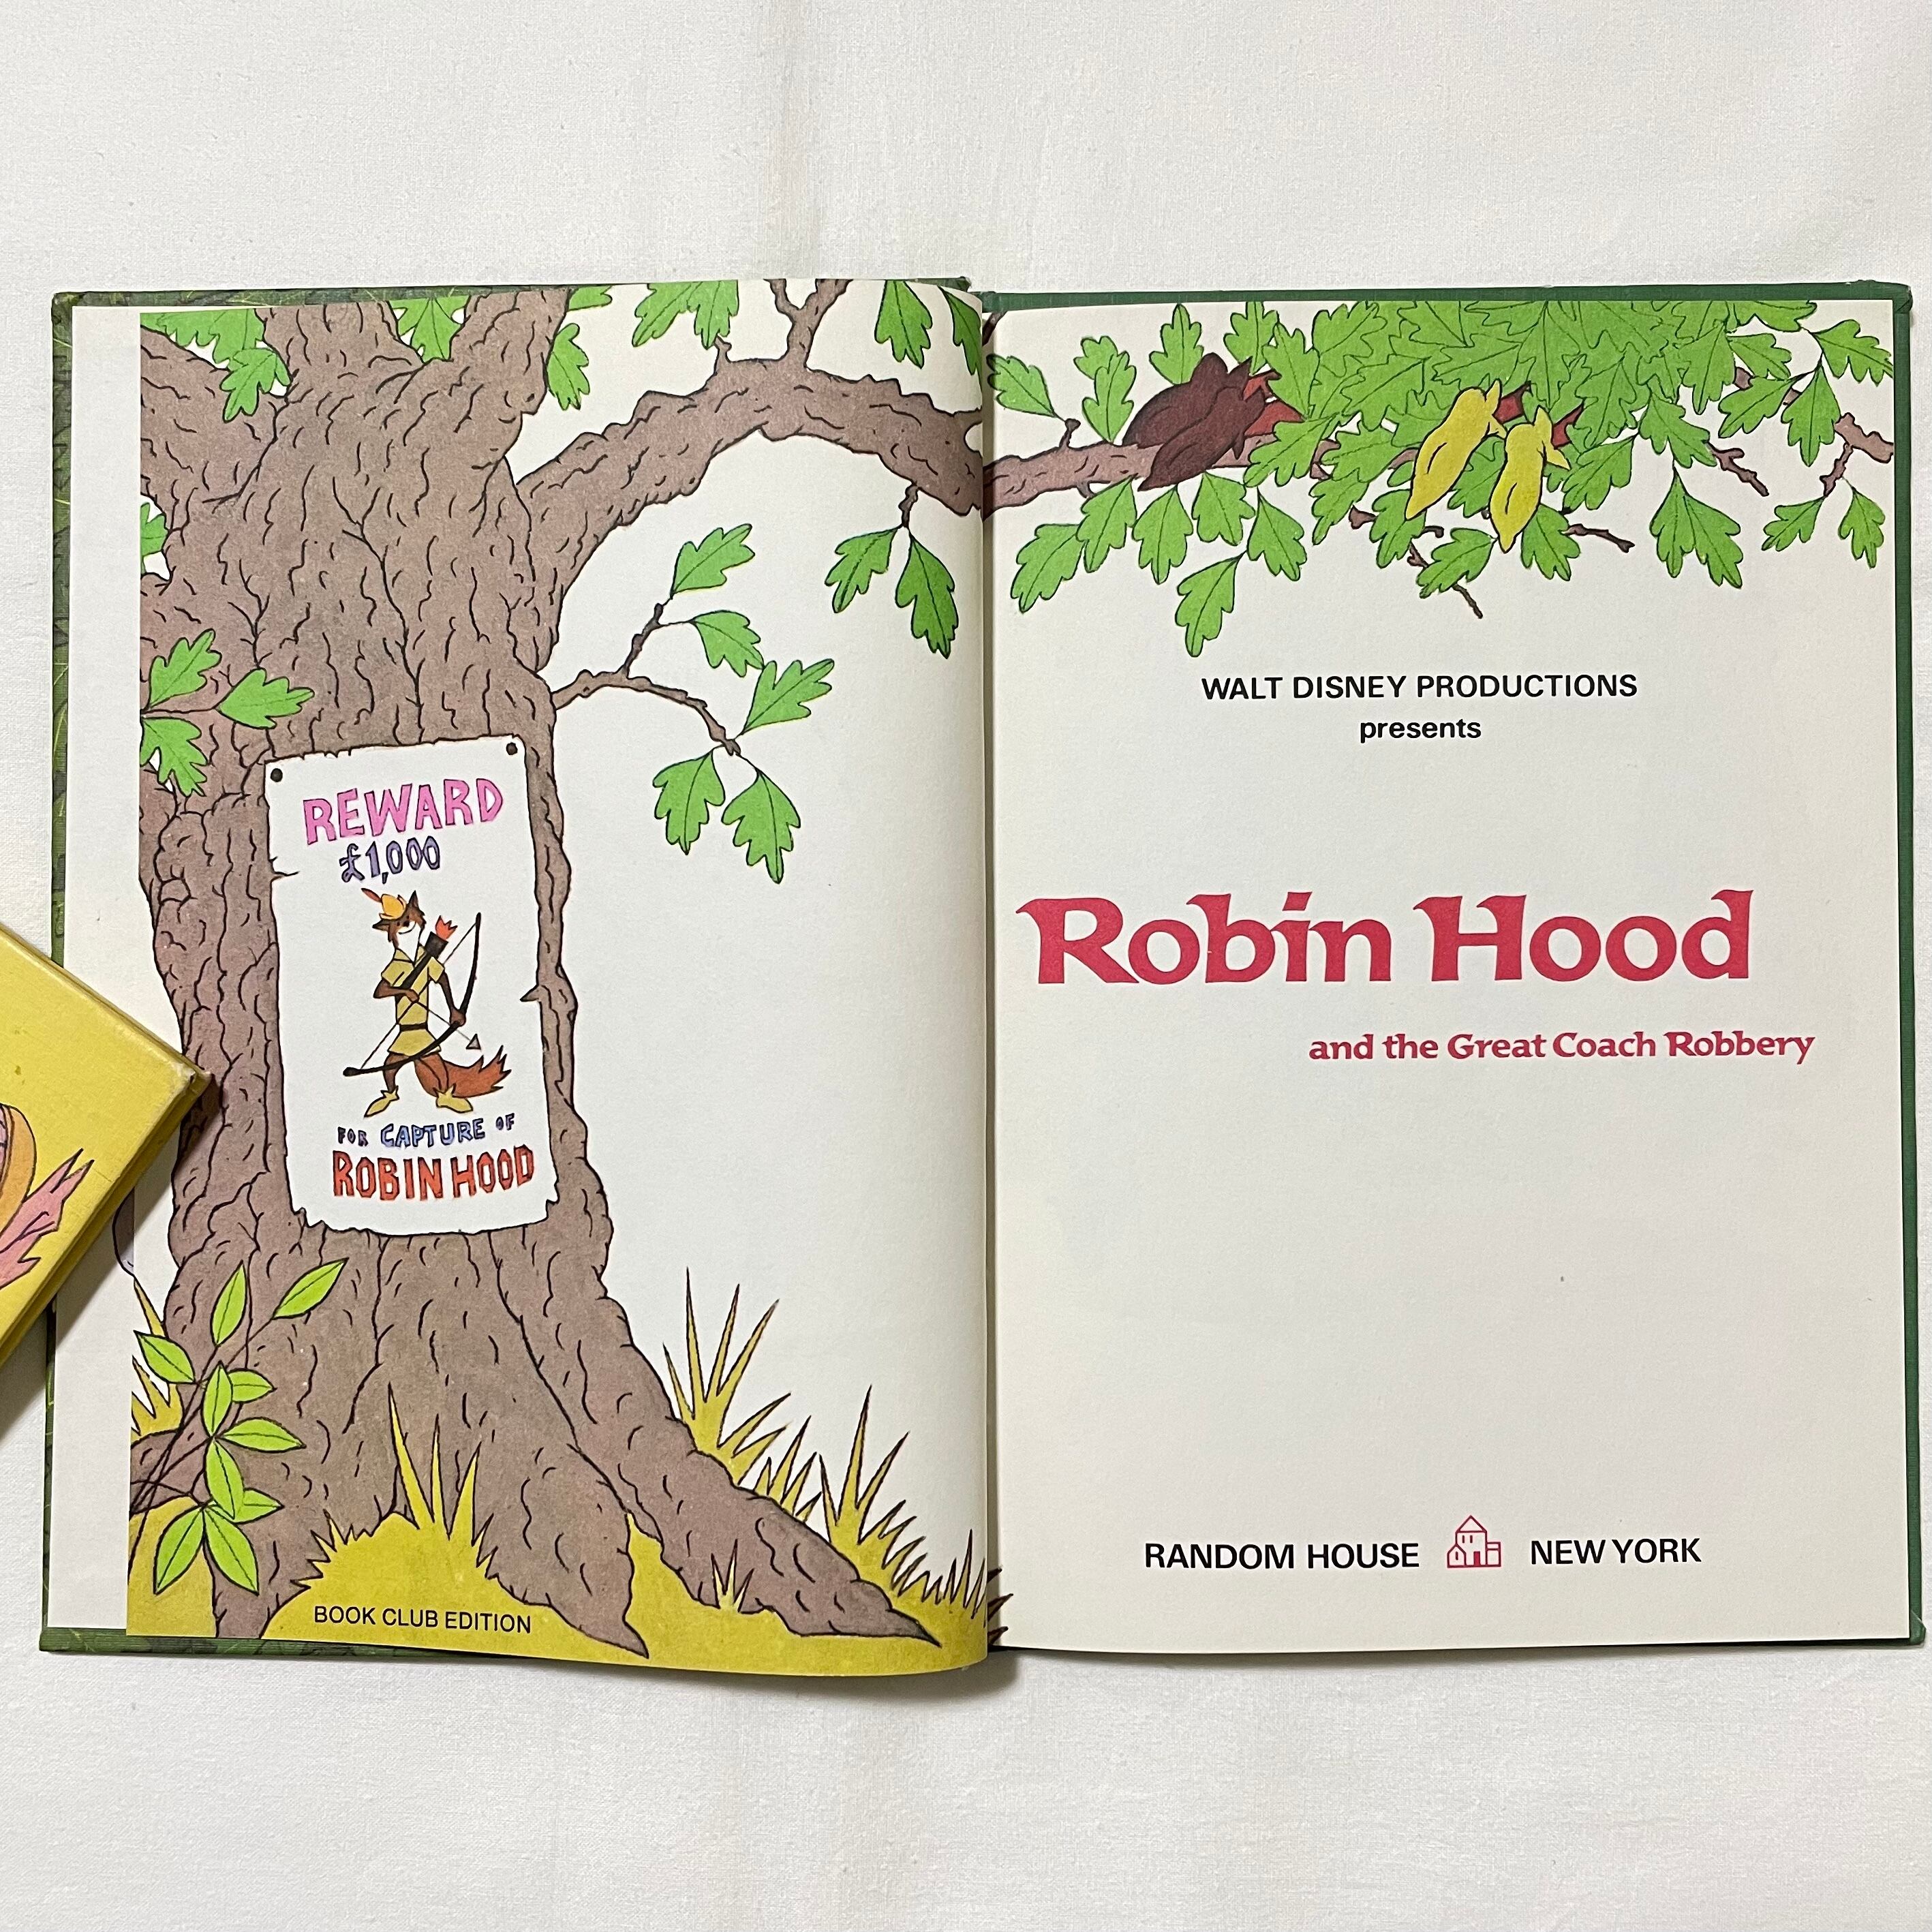 REWARD
£1,000
FOR CAPTURE OF
ROBIN HOOD
BOOK CLUB EDITION
WALT DISNEY PRODUCTIONS
presents
Robin Hood
and the Great Coach Robbery
RANDOM HOUSE NEW YORK